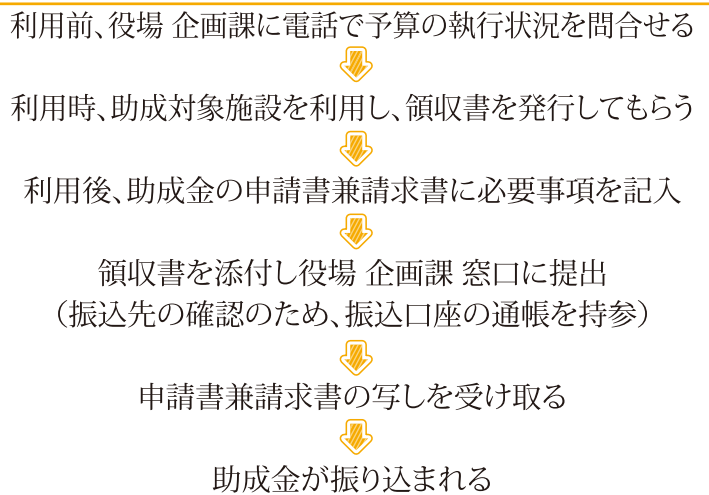 利用前、役場 企画課に電話で予算の執行状況を問合せる
利用時、助成対象施設を利用し、領収書を発行してもらう
利用後、助成金の申請書兼請求書に必要事項を記入
領収書を添付し役場 企画課 窓口に提出
（振込先の確認のため、振込口座の通帳を持参）
申請書兼請求書の写しを受け取る
助成金が振り込まれる